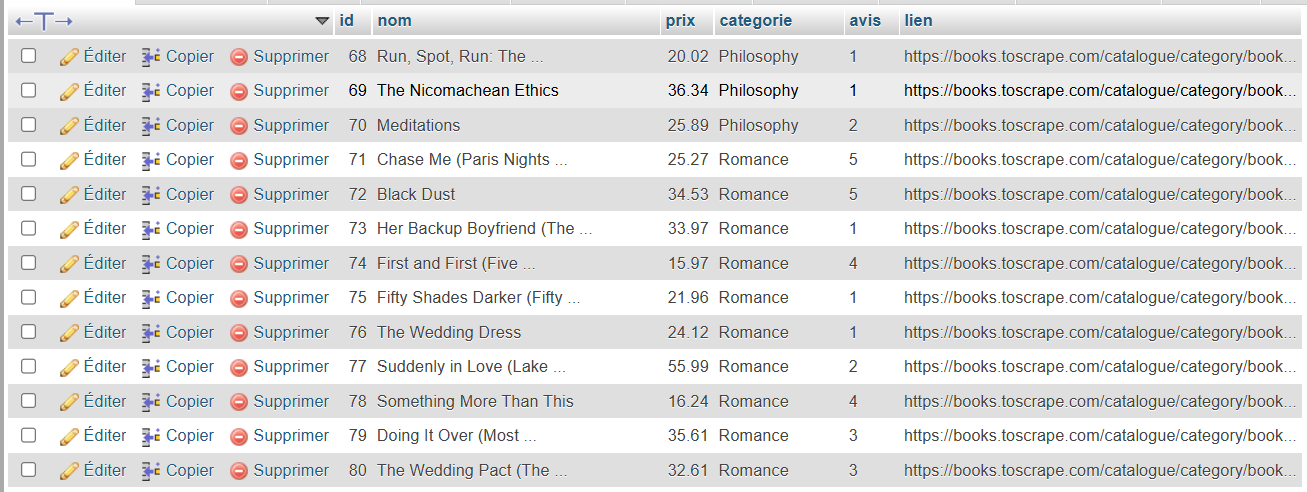 id nom prix categorie avis lien
Éditer Copier Supprimer 68 Run, Spot, Run: The ... 20.02 Philosophy 1 https://books.toscrape.com/catalogue/category/book...
Éditer Copier Supprimer 69 The Nicomachean Ethics 36.34 Philosophy 1 https://books.toscrape.com/catalogue/category/book...
Éditer Copier Supprimer 70 Meditations 25.89 Philosophy 2 https://books.toscrape.com/catalogue/category/book...
Éditer Copier Supprimer 71 Chase Me (Paris Nights ... 25.27 Romance 5 https://books.toscrape.com/catalogue/category/book...
Éditer Copier Supprimer 72 Black Dust 34.53 Romance 5 https://books.toscrape.com/catalogue/category/book...
Éditer Copier Supprimer 73 Her Backup Boyfriend (The ... 33.97 Romance 1 https://books.toscrape.com/catalogue/category/book...
Éditer Copier Supprimer 74 First and First (Five ... 15.97 Romance 4 https://books.toscrape.com/catalogue/category/book...
Éditer Copier Supprimer 75 Fifty Shades Darker (Fifty ... 21.96 Romance 1 https://books.toscrape.com/catalogue/category/book...
Éditer Copier Supprimer 76 The Wedding Dress 24.12 Romance 1 https://books.toscrape.com/catalogue/category/book...
Éditer Copier Supprimer 77 Suddenly in Love (Lake ... 55.99 Romance 2 https://books.toscrape.com/catalogue/category/book...
Éditer Copier Supprimer 78 Something More Than This 16.24 Romance 4 https://books.toscrape.com/catalogue/category/book...
Éditer Copier Supprimer 79 Doing It Over (Most ... 35.61 Romance 3 https://books.toscrape.com/catalogue/category/book...
Éditer Copier Supprimer 80 The Wedding Pact (The ... 32.61 Romance 3 https://books.toscrape.com/catalogue/category/book...